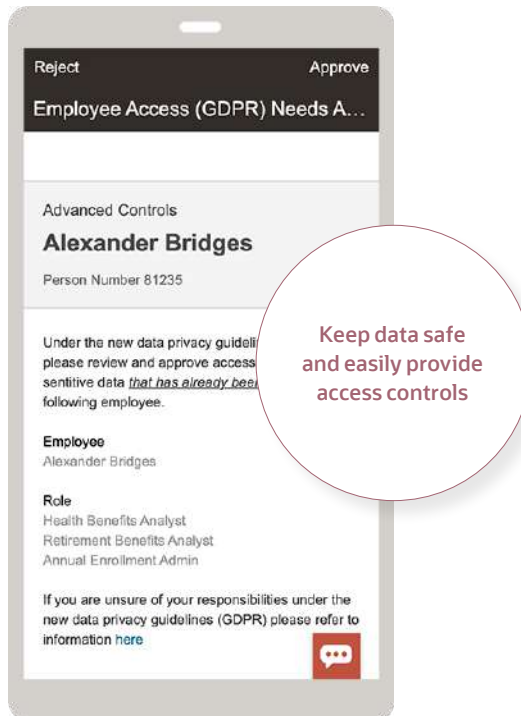 Reject Approve
Employee Access (GDPR) Needs A...
Advanced Controls
Alexander Bridges
Person Number 81235
Under the new data privacy
please review and approve access
sentitive data that has already
following employee.
Keep data safe
and easily provide
access controls
Employee
Alexander Bridges
Role
Health Benefits Analyst
Retirement Benefits Analyst
Annual Enrollment Admin
If you are unsure of your responsibilities under the
new data privacy guidelines (GDPR) please refer to
information here